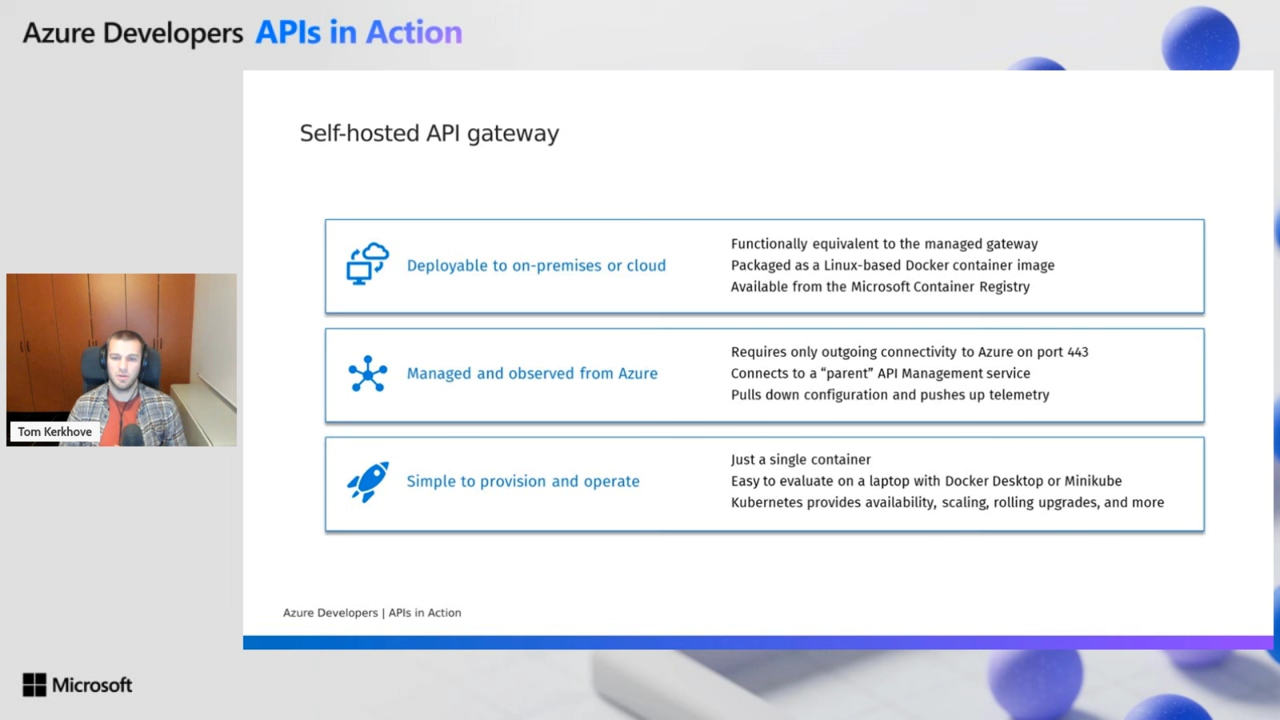 Azure Developers APIs in Action
Self-hosted API gateway
Deployable to on-premises or cloud
Functionally equivalent to the managed gateway
Packaged as a Linux-based Docker container image
Available from the Microsoft Container Registry
Managed and observed from Azure
Requires only outgoing connectivity to Azure on port 443
Connects to a “parent” API Management service
Pulls down configuration and pushes up telemetry
Simple to provision and operate
Just a single container
Easy to evaluate on a laptop with Docker Desktop or Minikube
Kubernetes provides availability, scaling, rolling upgrades, and more
Tom Kerkhove
Azure Developers | APIs in Action
Microsoft